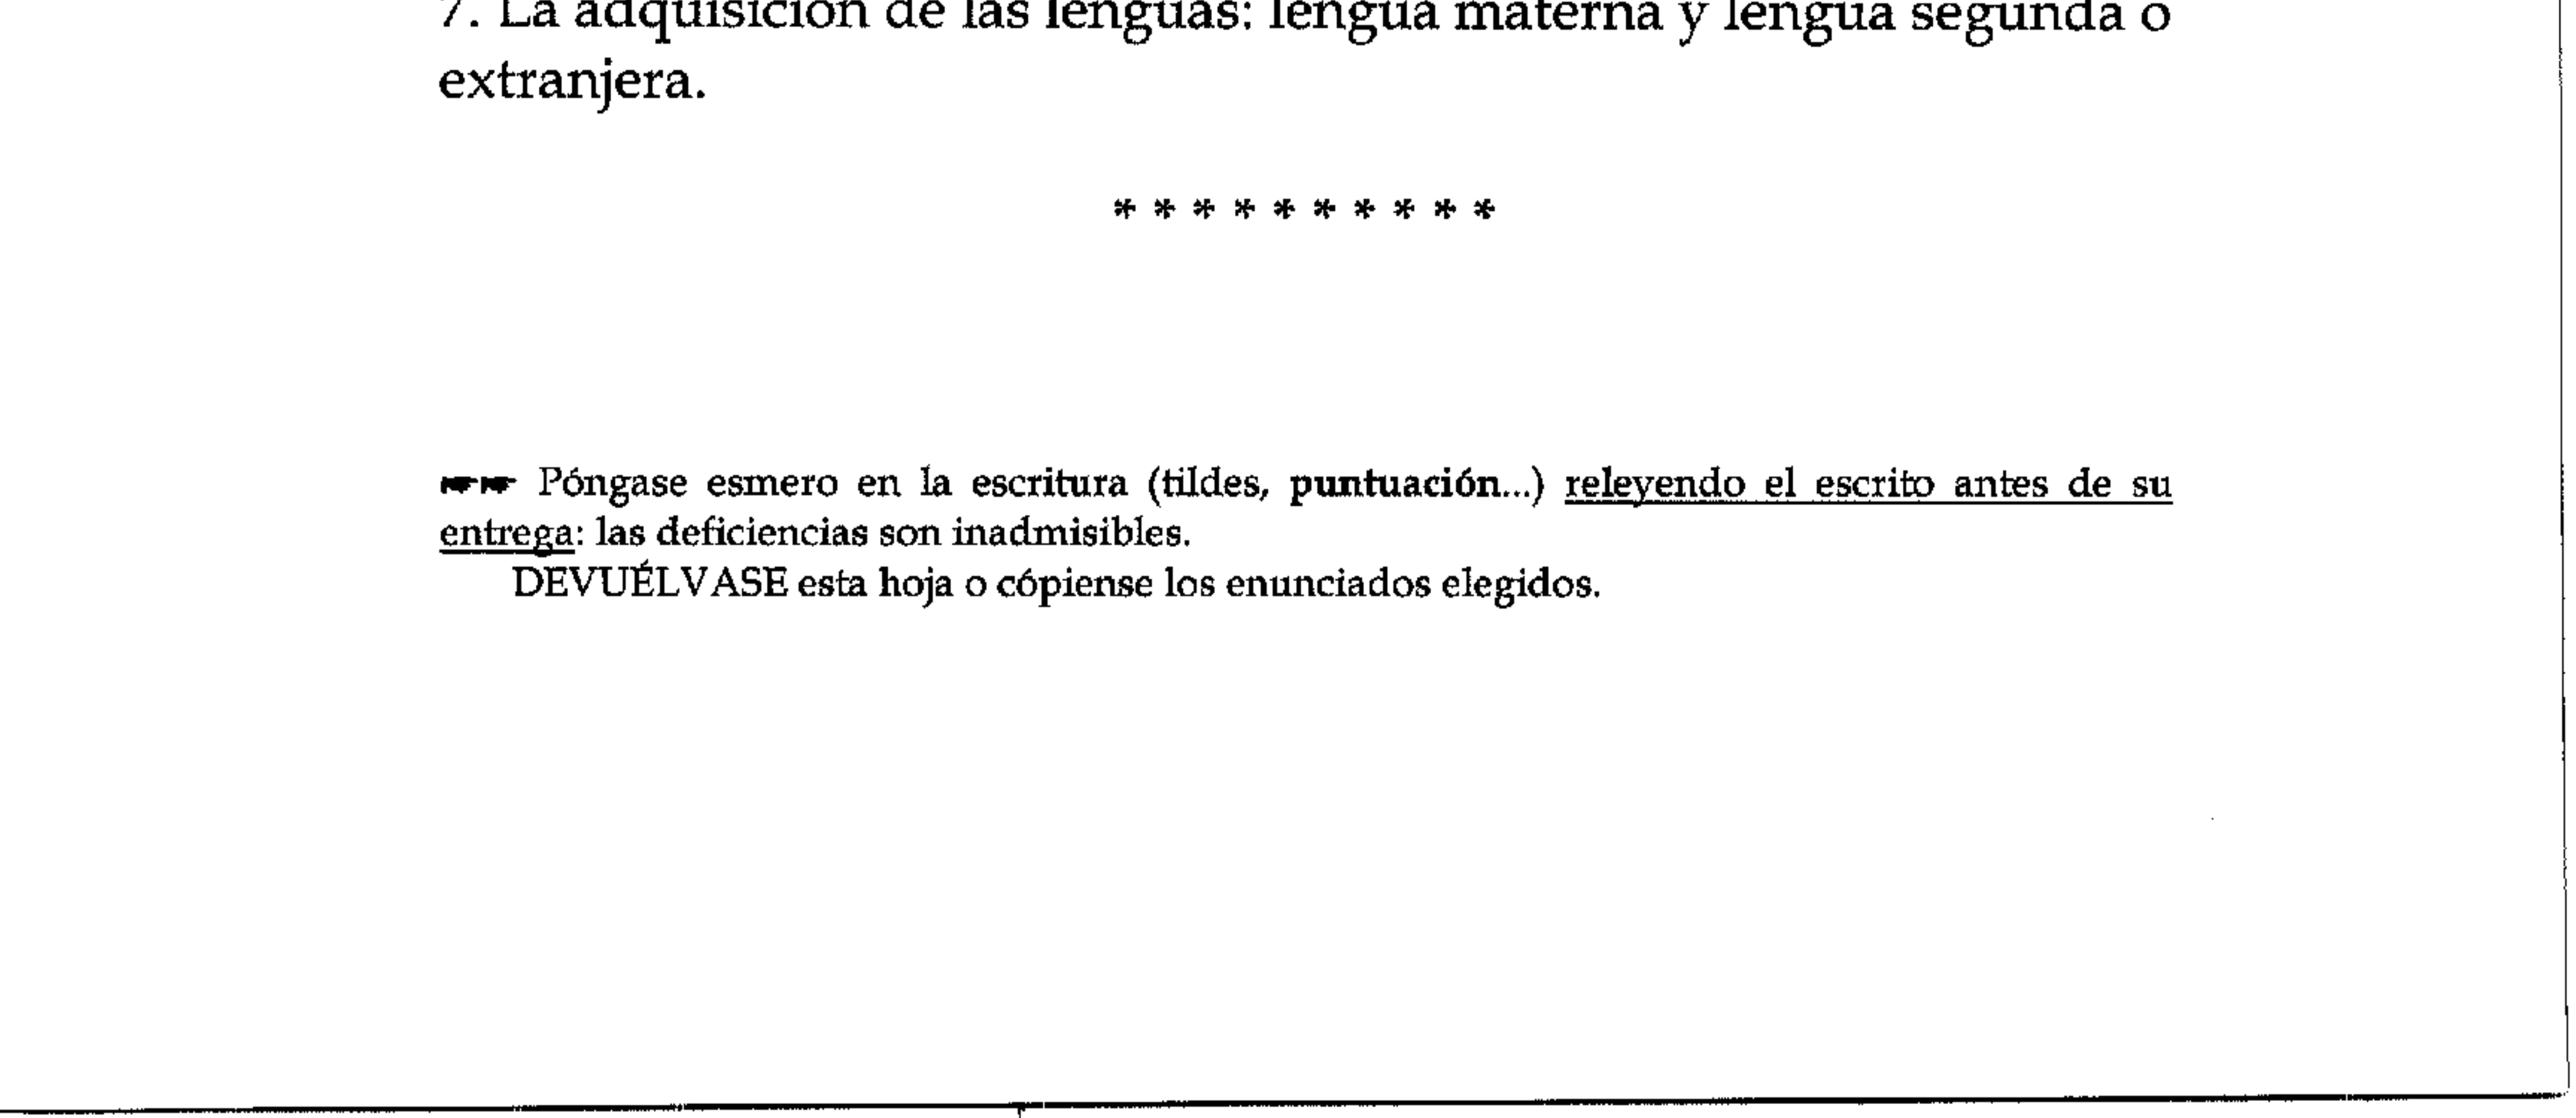 7. La adquisición de las lenguas: lengua materna y lengua segunda o
extranjera.
* * * * * * * * * *
☛☛ Póngase esmero en la escritura (tildes, puntuación...) releyendo el escrito antes de su
entrega: las deficiencias son inadmisibles.
DEVUÉLVASE esta hoja o cópiense los enunciados elegidos.